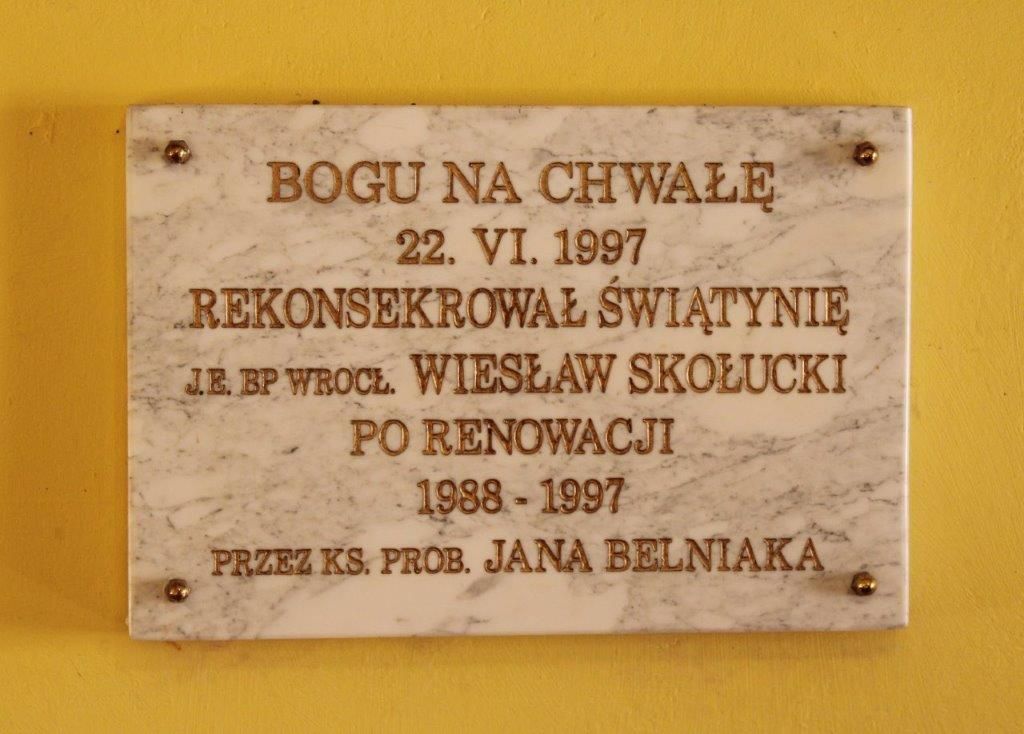 BOGU NA CHWAŁĘ
22. VI. 1997
REKONSEKROWAŁ ŚWIĄTYNIĘ
J.E. BP WROCŁ. WIESŁAW SKOŁUCKI
PO RENOWACJI
1988 - 1997
PRZEZ KS. PROB. JANA BELNIAKA